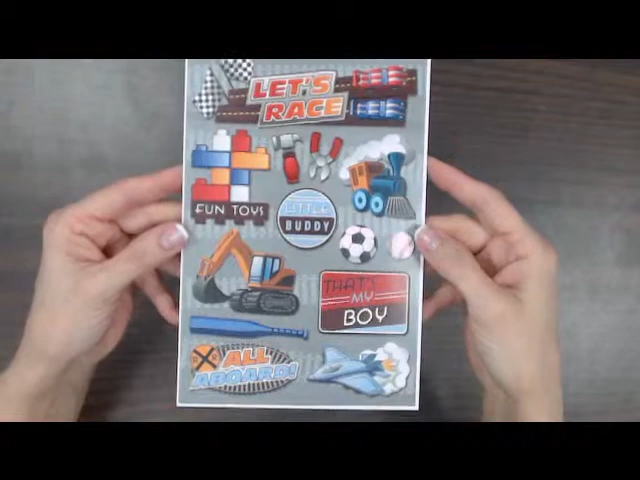 LET'S
RACE
FUN TOYS
LITTLE
BUDDY
THAT'S
MY
BOY
ALL
ABOARD!